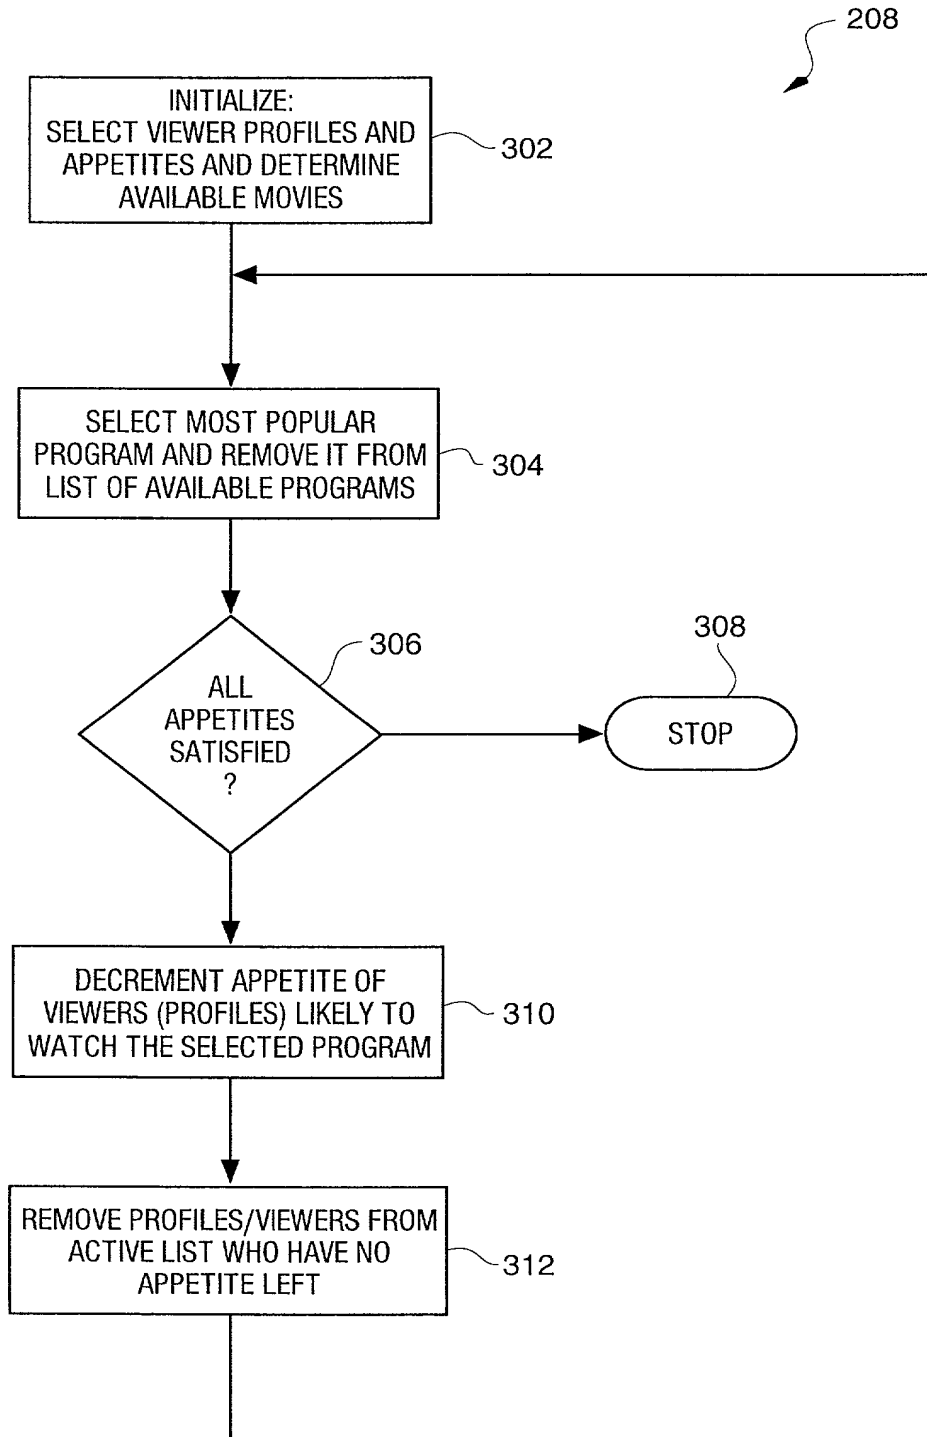 208
INITIALIZE:
SELECT VIEWER PROFILES AND
APPETITES AND DETERMINE
AVAILABLE MOVIES
302
SELECT MOST POPULAR
PROGRAM AND REMOVE IT FROM
LIST OF AVAILABLE PROGRAMS
304
306
ALL
APPETITES
SATISFIED
?
308
STOP
DECREMENT APPETITE OF
VIEWERS (PROFILES) LIKELY TO
WATCH THE SELECTED PROGRAM
310
REMOVE PROFILES/VIEWERS FROM
ACTIVE LIST WHO HAVE NO
APPETITE LEFT
312